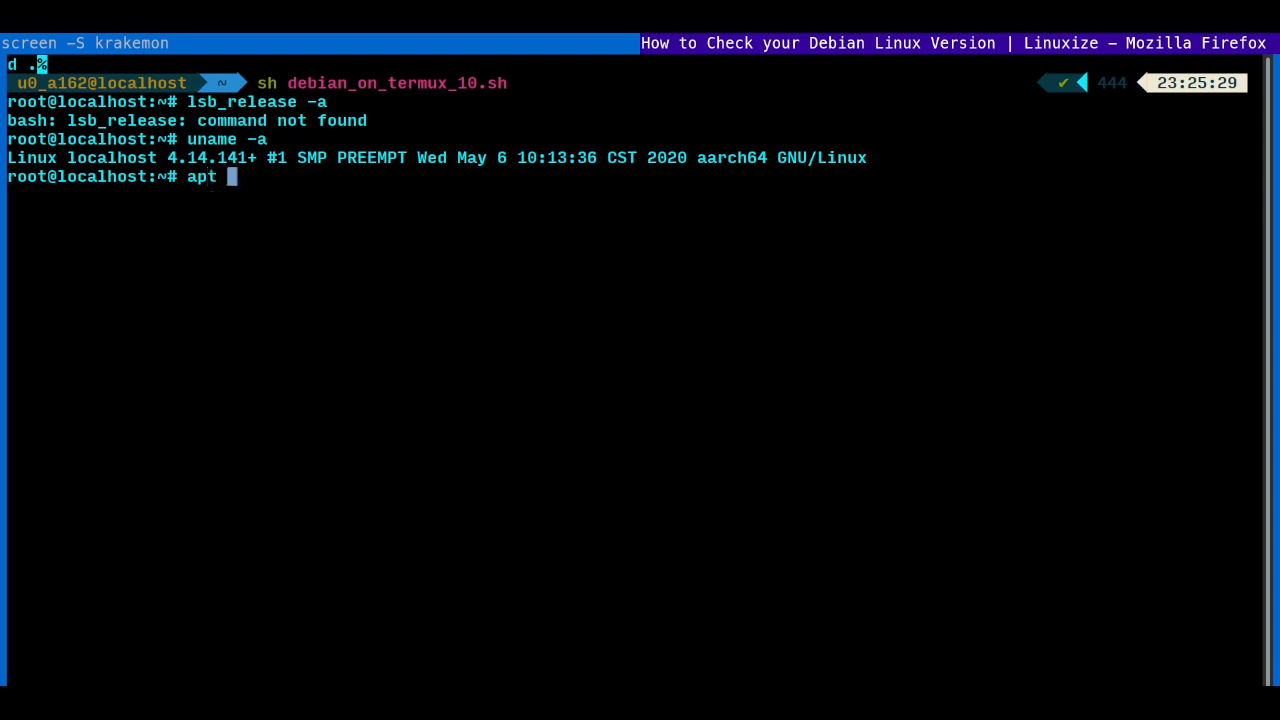 screen -S krakemon
How to Check your Debian Linux Version | Linuxize — Mozilla Firefox
d .%
u0_a162@localhost ~ sh debian_on_termux_10.sh ✔ 444 23:25:29
root@localhost:~# lsb_release -a
bash: lsb_release: command not found
root@localhost:~# uname -a
Linux localhost 4.14.141+ #1 SMP PREEMPT Wed May 6 10:13:36 CST 2020 aarch64 GNU/Linux
root@localhost:~# apt